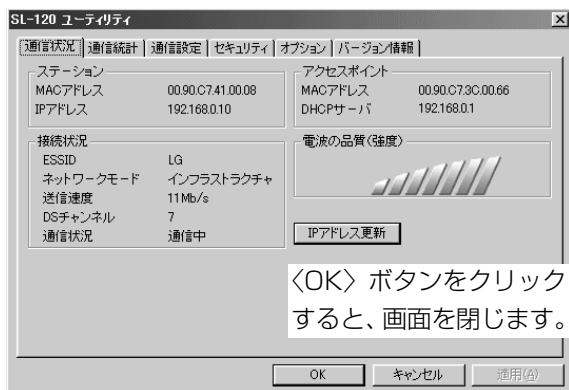 SL-120 ユーティリティ
通信状況 通信統計 通信設定 セキュリティ オプション バージョン情報
ステーション
MACアドレス 00.90.C7.41.00.08
IPアドレス 192.168.0.10
アクセスポイント
MACアドレス 00.90.C7.3C.00.66
DHCPサーバ 192.168.0.1
接続状況
ESSID LG
ネットワークモード インフラストラクチャ
送信速度 11Mb/s
DSチャンネル 7
通信状況 通信中
電波の品質(強度)
IPアドレス更新
〈OK〉ボタンをクリック
すると、画面を閉じます。
OK キャンセル 適用(A)